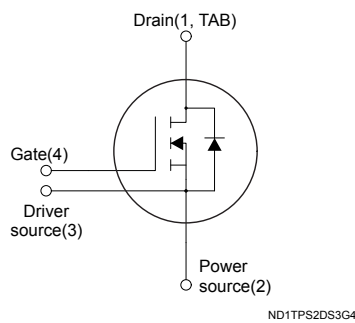 Drain(1, TAB)
Gate(4)
Driver
source(3)
Power
source(2)
ND1TPS2DS3G4